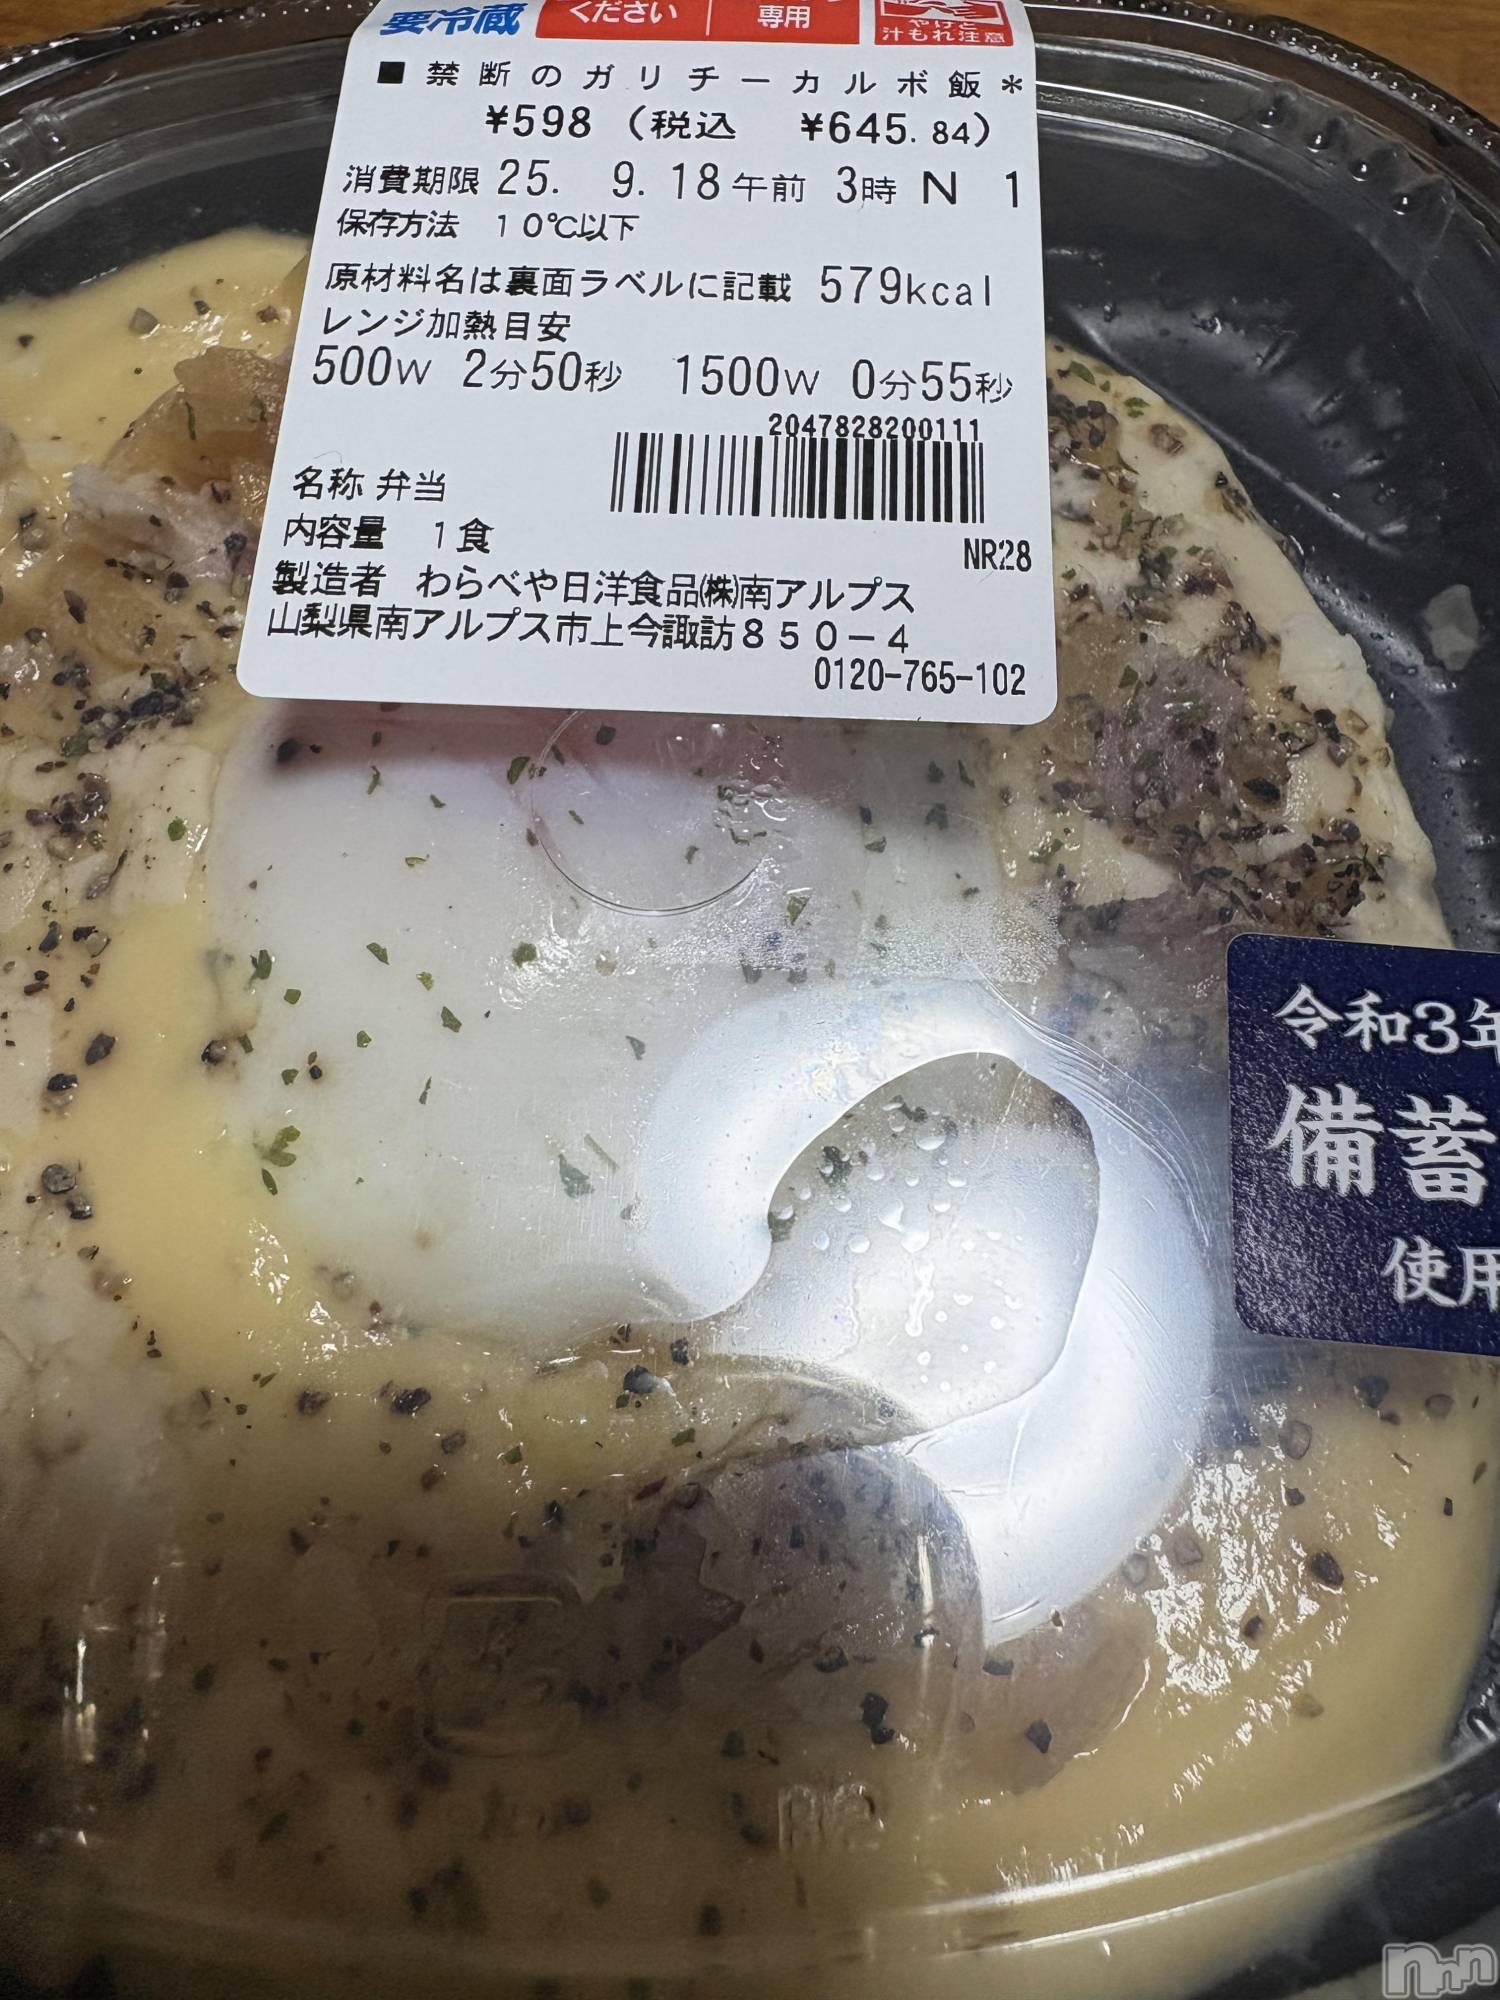 要冷蔵
ください
専用
やけど
汁もれ注意
■禁断のガリチーカルボ飯＊
¥598（税込 ¥645.84）
消費期限 25. 9. 18 午前 3時 N 1
保存方法 10℃以下
原材料名は裏面ラベルに記載 579kcal
レンジ加熱目安
500W 2分50秒 1500W 0分55秒
2047828200111
名称 弁当
内容量 1食
NR28
製造者 わらべや日洋食品㈱南アルプス
山梨県南アルプス市上今諏訪850-4
0120-765-102
令和3年
備蓄
使用